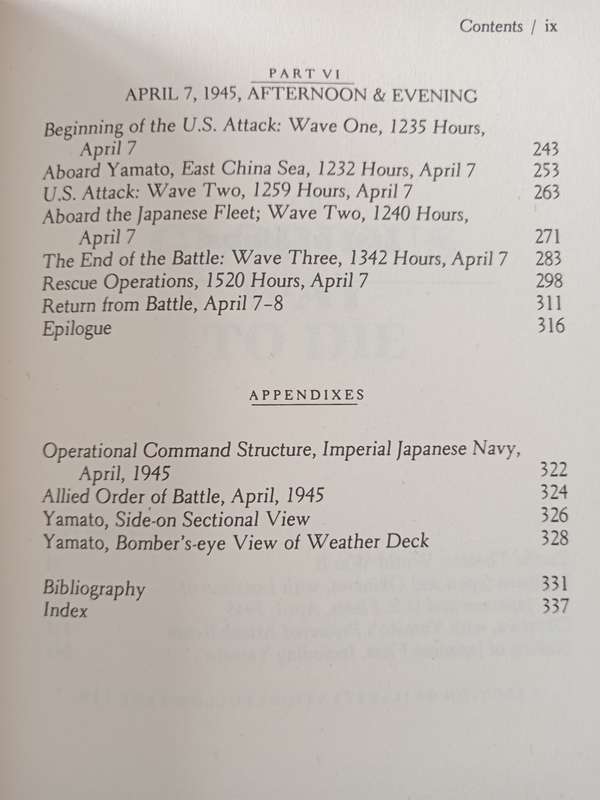 Contents / ix
PART VI
APRIL 7, 1945, AFTERNOON & EVENING
Beginning of the U.S. Attack: Wave One, 1235 Hours,
April 7 243
Aboard Yamato, East China Sea, 1232 Hours, April 7 253
U.S. Attack: Wave Two, 1259 Hours, April 7 263
Aboard the Japanese Fleet; Wave Two, 1240 Hours,
April 7 271
The End of the Battle: Wave Three, 1342 Hours, April 7 283
Rescue Operations, 1520 Hours, April 7 298
Return from Battle, April 7–8 311
Epilogue 316
TO DIE
APPENDIXES
Operational Command Structure, Imperial Japanese Navy,
April, 1945 322
Allied Order of Battle, April, 1945 324
Yamato, Side-on Sectional View 326
Yamato, Bomber's-eye View of Weather Deck 328
Bibliography 331
Index 337